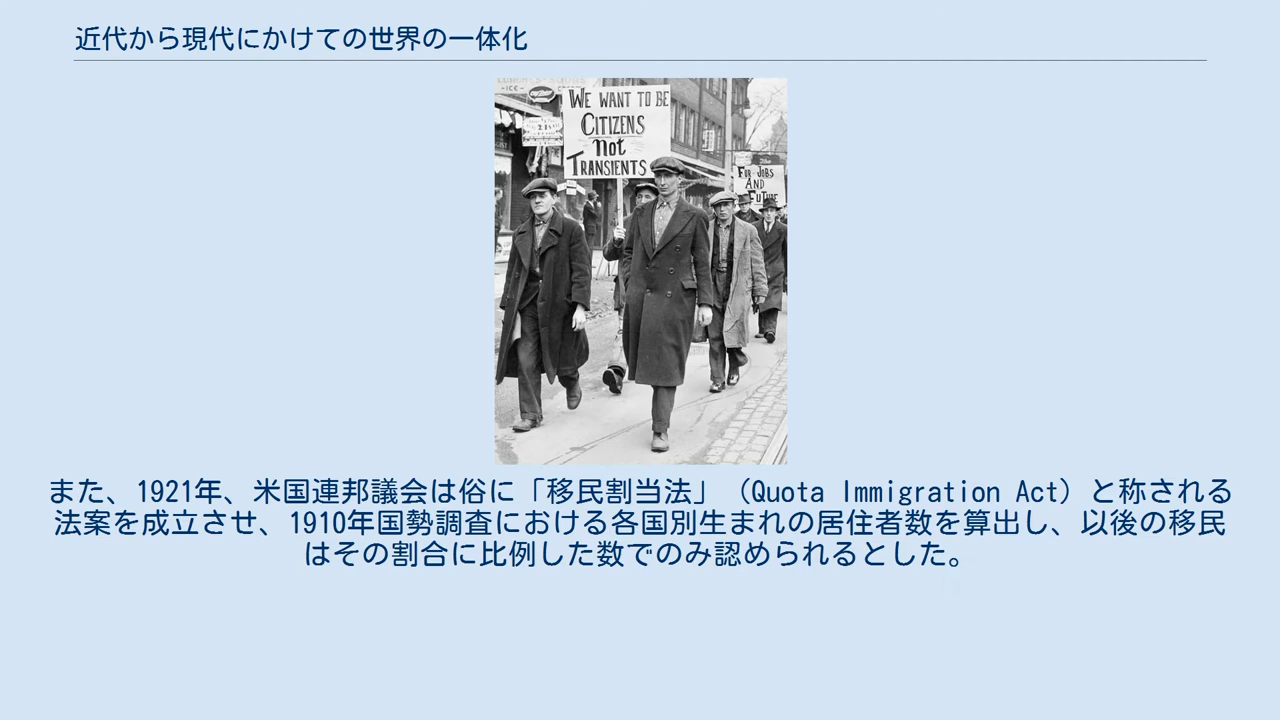 近代から現代にかけての世界の一体化
-ICE-
WE WANT TO BE
CITIZENS
Not
TRANSIENTS
FOR JOBS
AND
FUTURE
また、1921年、米国連邦議会は俗に「移民割当法」（Quota Immigration Act）と称される
法案を成立させ、1910年国勢調査における各国別生まれの居住者数を算出し、以後の移民
はその割合に比例した数でのみ認められるとした。